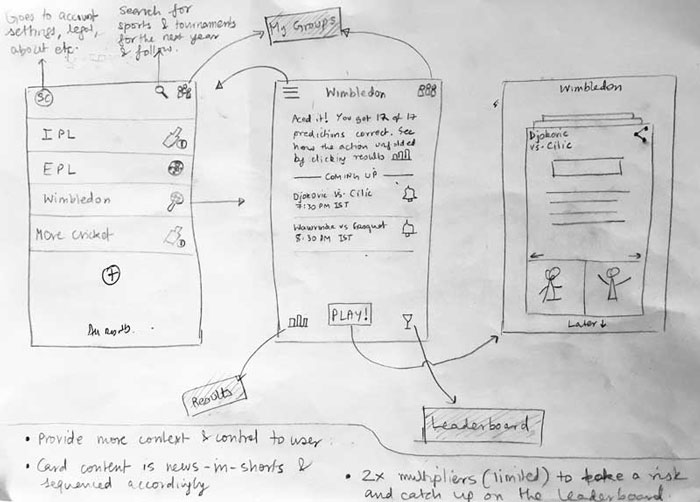 Goes to account
settings, legal,
about etc.
Search for
sports & tournaments
for the next year
& follow.
My Groups
SC
IPL
EPL
Wimbledon
More Cricket
Wimbledon
Aced it! You got 12 of 17
predictions correct. See
how the action unfolded
by clicking results
COMING UP
Djokovic Vs. Cilic
7:30 PM IST
Wawrinka vs Gasquet
8:30 PM IST
PLAY!
Wimbledon
Djokovic
vs. Cilic
Later ↓
Results
Leaderboard
• Provide more context & control to user.
• Card content is news-in-shorts &
sequenced accordingly
• 2x multipliers (limited) to take a risk
and catch up on the leaderboard.